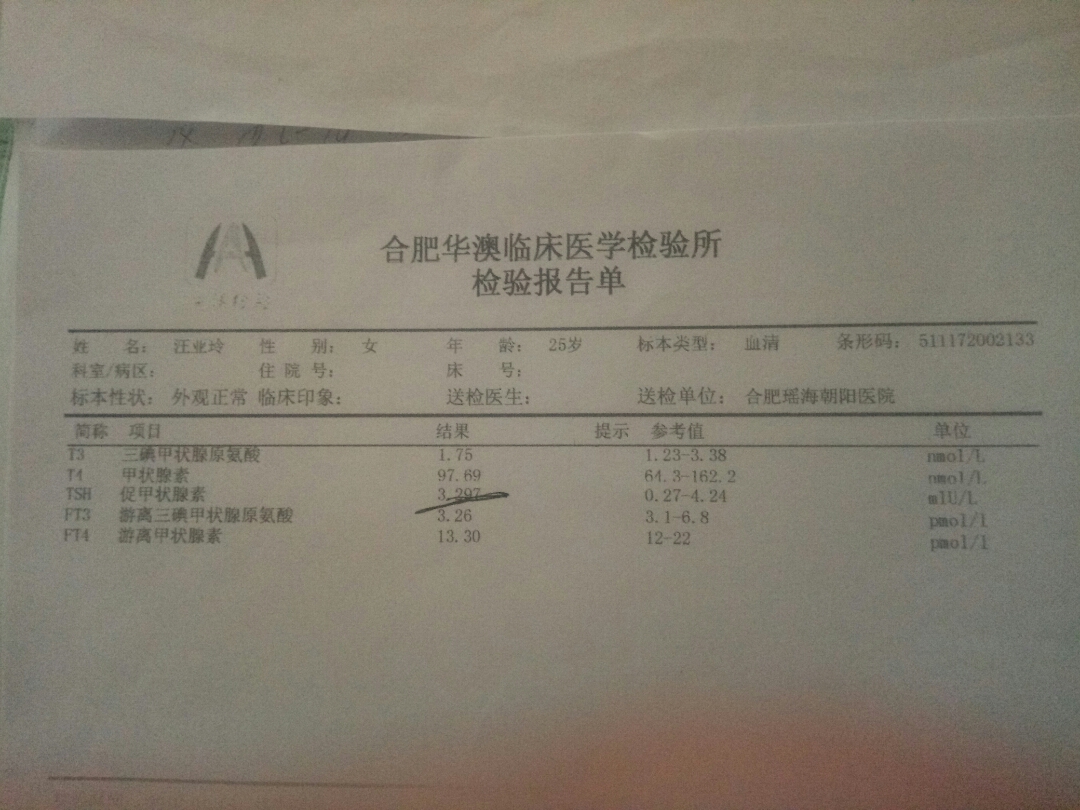 合肥华澳临床医学检验所
检验报告单
姓 名: 汪亚玲 性 别: 女 年 龄: 25岁 标本类型: 血清 条形码: 511172002133
科室/病区: 住 院 号: 床 号:
标本性状: 外观正常 临床印象: 送检医生: 送检单位: 合肥瑶海朝阳医院
简称 项目 结果 提示 参考值 单位
T3 三碘甲状腺原氨酸 1.75 1.23-3.38 nmol/L
T4 甲状腺素 97.69 64.3-162.2 nmol/L
TSH 促甲状腺素 3.297 0.27-4.24 mIU/L
FT3 游离三碘甲状腺原氨酸 3.26 3.1-6.8 pmol/l
FT4 游离甲状腺素 13.30 12-22 pmol/l